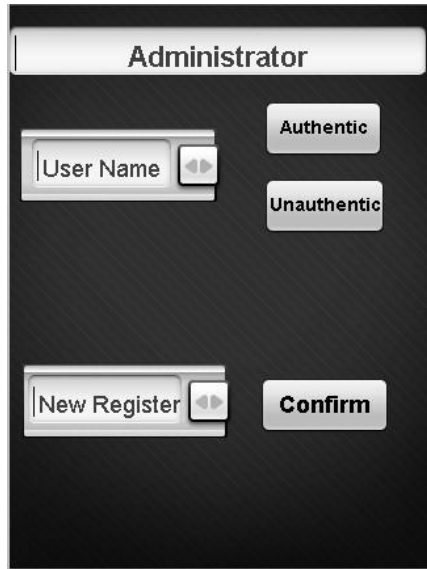 Administrator
Authentic
User Name
Unauthentic
New Register
Confirm